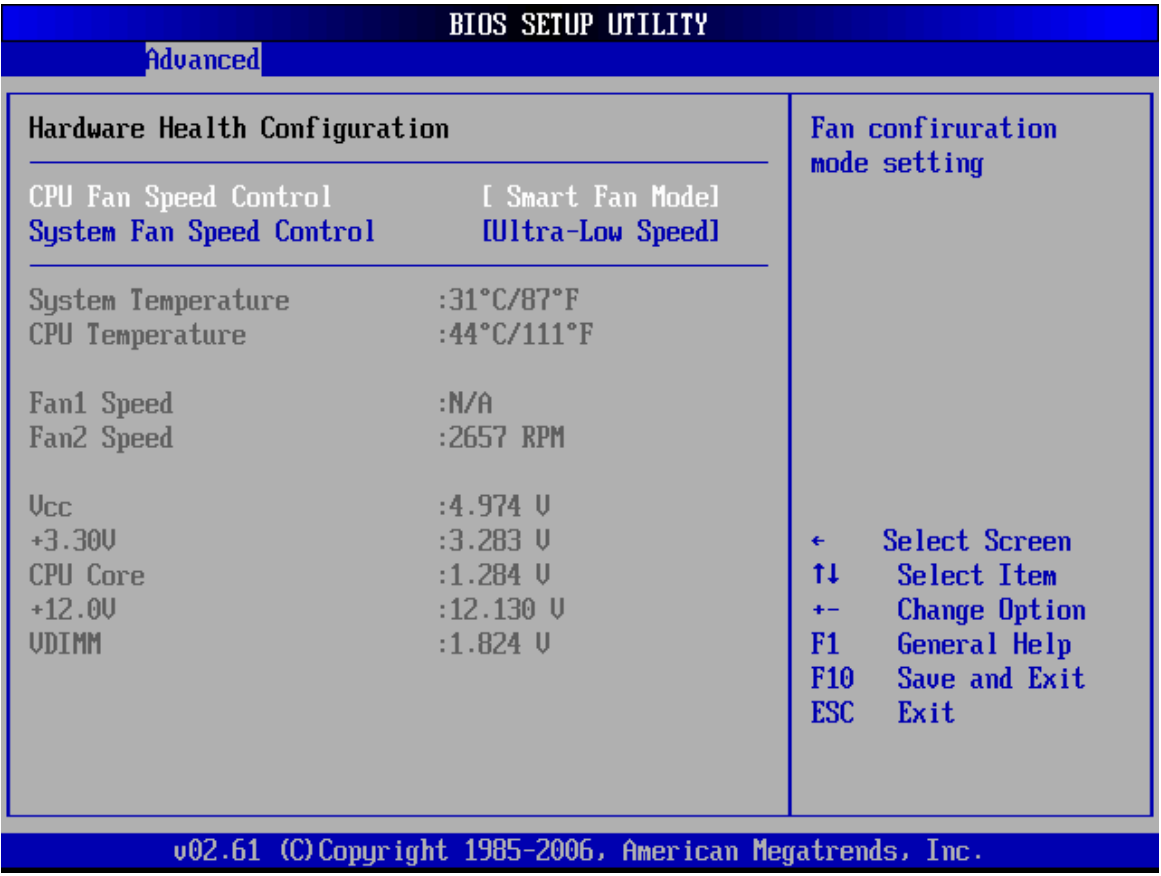 BIOS SETUP UTILITY
Advanced
Hardware Health Configuration
CPU Fan Speed Control [ Smart Fan Mode]
System Fan Speed Control [Ultra-Low Speed]
System Temperature :31°C/87°F
CPU Temperature :44°C/111°F
Fan1 Speed :N/A
Fan2 Speed :2657 RPM
Vcc :4.974 V
+3.30V :3.283 V
CPU Core :1.284 V
+12.0V :12.130 V
VDIMM :1.824 V
Fan confiruration
mode setting
← Select Screen
↑↓ Select Item
+- Change Option
F1 General Help
F10 Save and Exit
ESC Exit
v02.61 (C)Copyright 1985-2006, American Megatrends, Inc.